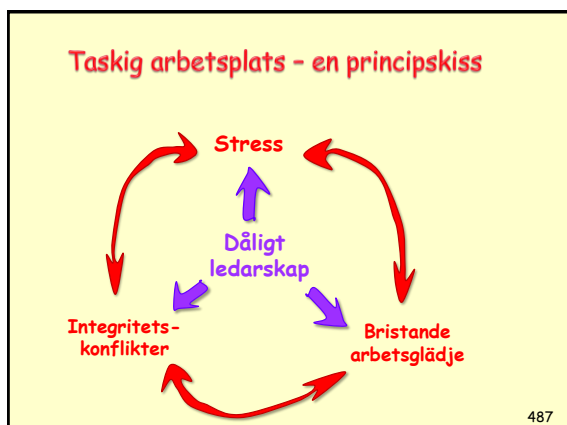 Taskig arbetsplats – en principskiss
Stress
Dåligt
ledarskap
Integritets-
konflikter
Bristande
arbetsglädje
487